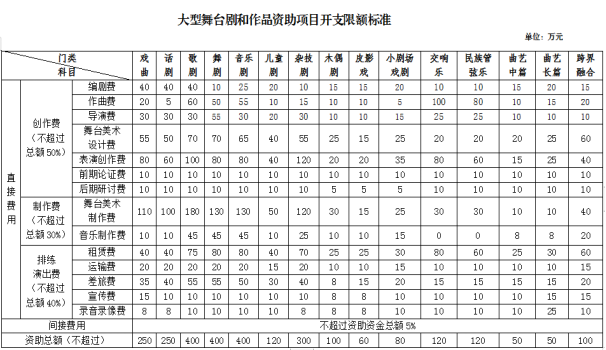 大型舞台剧和作品资助项目开支限额标准
单位：万元
门类 科目 戏曲 话剧 歌剧 舞剧 音乐剧 儿童剧 杂技剧 木偶剧 皮影戏 小剧场戏剧 交响乐 民族管弦乐 曲艺中篇 曲艺长篇 跨界融合
直接费用
创作费（不超过总额50%）
编剧费 40 40 40 10 25 20 10 15 15 20 10 10 15 20 15
作曲费 20 5 60 50 55 10 15 10 10 5 100 80 10 15 20
导演费 30 30 30 55 30 20 30 10 10 15 25 25 10 10 10
舞台美术设计费 55 50 70 70 65 40 55 25 15 25 20 20 20 25 60
表演创作费 80 60 100 80 80 40 120 20 20 35 80 60 15 25 40
前期论证费 10 10 10 10 10 10 10 10 10 10 10 10 10 10 10
后期研讨费 10 10 10 10 10 10 10 5 5 5 10 10 10 10 10
制作费（不超过总额30%）
舞台美术制作费 110 100 180 130 130 50 120 30 15 25 30 30 10 10 40
音乐制作费 10 10 45 45 45 10 25 10 10 15 0 0 8 8 20
排练演出费（不超过总额40%）
租赁费 40 40 75 80 80 40 70 25 25 30 80 60 25 30 60
运输费 20 20 20 20 20 15 20 10 10 15 10 10 10 10 15
差旅费 35 40 55 55 50 30 40 8 15 20 15 15 15 15 20
宣传费 15 10 10 10 10 10 10 8 8 10 10 10 10 15 15
录音录像费 8 8 10 10 10 10 8 8 8 10 10 10 10 25 10
间接费用 不超过资助资金总额5%
资助总额（不超过） 250 250 400 400 400 120 300 100 60 80 120 120 50 50 100